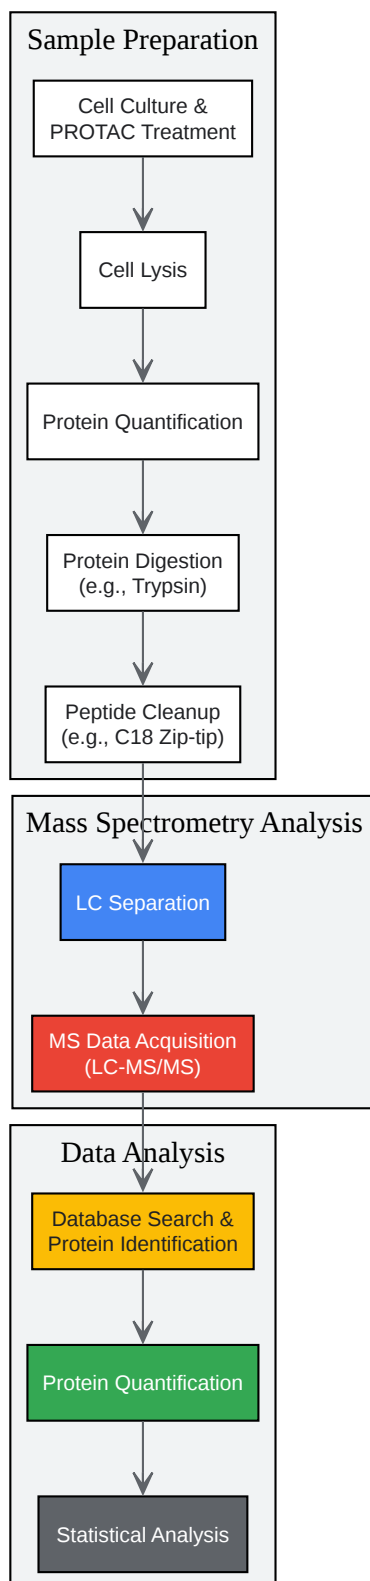 Sample Preparation
Cell Culture &
PROTAC Treatment
Cell Lysis
Protein Quantification
Protein Digestion
(e.g., Trypsin)
Peptide Cleanup
(e.g., C18 Zip-tip)
Mass Spectrometry Analysis
LC Separation
MS Data Acquisition
(LC-MS/MS)
Data Analysis
Database Search &
Protein Identification
Protein Quantification
Statistical Analysis